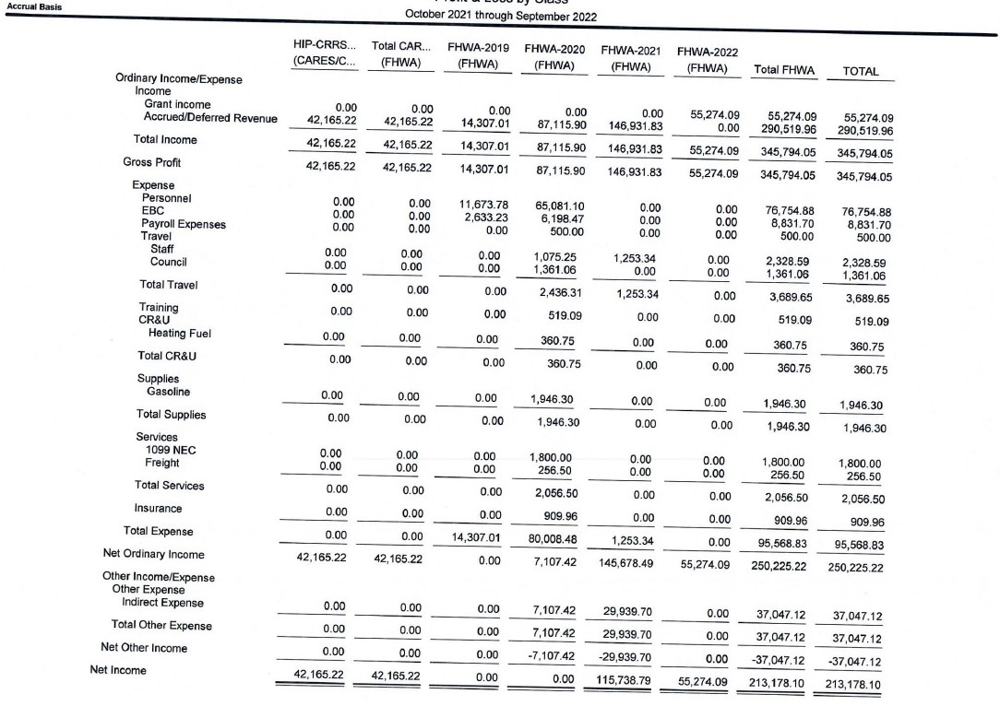 Accrual Basis
October 2021 through September 2022
HIP-CRRS... Total CAR... FHWA-2019 FHWA-2020 FHWA-2021 FHWA-2022
(CARES/C... (FHWA) (FHWA) (FHWA) (FHWA) (FHWA) Total FHWA TOTAL
Ordinary Income/Expense
Income
Grant income 0.00 0.00 0.00 0.00 0.00 55,274.09 55,274.09 55,274.09
Accrued/Deferred Revenue 42,165.22 42,165.22 14,307.01 87,115.90 146,931.83 0.00 290,519.96 290,519.96
Total Income 42,165.22 42,165.22 14,307.01 87,115.90 146,931.83 55,274.09 345,794.05 345,794.05
Gross Profit 42,165.22 42,165.22 14,307.01 87,115.90 146,931.83 55,274.09 345,794.05 345,794.05
Expense
Personnel 0.00 0.00 11,673.78 65,081.10 0.00 0.00 76,754.88 76,754.88
EBC 0.00 0.00 2,633.23 6,198.47 0.00 0.00 8,831.70 8,831.70
Payroll Expenses 0.00 0.00 0.00 500.00 0.00 0.00 500.00 500.00
Travel
Staff 0.00 0.00 0.00 1,075.25 1,253.34 0.00 2,328.59 2,328.59
Council 0.00 0.00 0.00 1,361.06 0.00 0.00 1,361.06 1,361.06
Total Travel 0.00 0.00 0.00 2,436.31 1,253.34 0.00 3,689.65 3,689.65
Training 0.00 0.00 0.00 519.09 0.00 0.00 519.09 519.09
CR&U
Heating Fuel 0.00 0.00 0.00 360.75 0.00 0.00 360.75 360.75
Total CR&U 0.00 0.00 0.00 360.75 0.00 0.00 360.75 360.75
Supplies
Gasoline 0.00 0.00 0.00 1,946.30 0.00 0.00 1,946.30 1,946.30
Total Supplies 0.00 0.00 0.00 1,946.30 0.00 0.00 1,946.30 1,946.30
Services
1099 NEC 0.00 0.00 0.00 1,800.00 0.00 0.00 1,800.00 1,800.00
Freight 0.00 0.00 0.00 256.50 0.00 0.00 256.50 256.50
Total Services 0.00 0.00 0.00 2,056.50 0.00 0.00 2,056.50 2,056.50
Insurance 0.00 0.00 0.00 909.96 0.00 0.00 909.96 909.96
Total Expense 0.00 0.00 14,307.01 80,008.48 1,253.34 0.00 95,568.83 95,568.83
Net Ordinary Income 42,165.22 42,165.22 0.00 7,107.42 145,678.49 55,274.09 250,225.22 250,225.22
Other Income/Expense
Other Expense
Indirect Expense 0.00 0.00 0.00 7,107.42 29,939.70 0.00 37,047.12 37,047.12
Total Other Expense 0.00 0.00 0.00 7,107.42 29,939.70 0.00 37,047.12 37,047.12
Net Other Income 0.00 0.00 0.00 -7,107.42 -29,939.70 0.00 -37,047.12 -37,047.12
Net Income 42,165.22 42,165.22 0.00 0.00 115,738.79 55,274.09 213,178.10 213,178.10